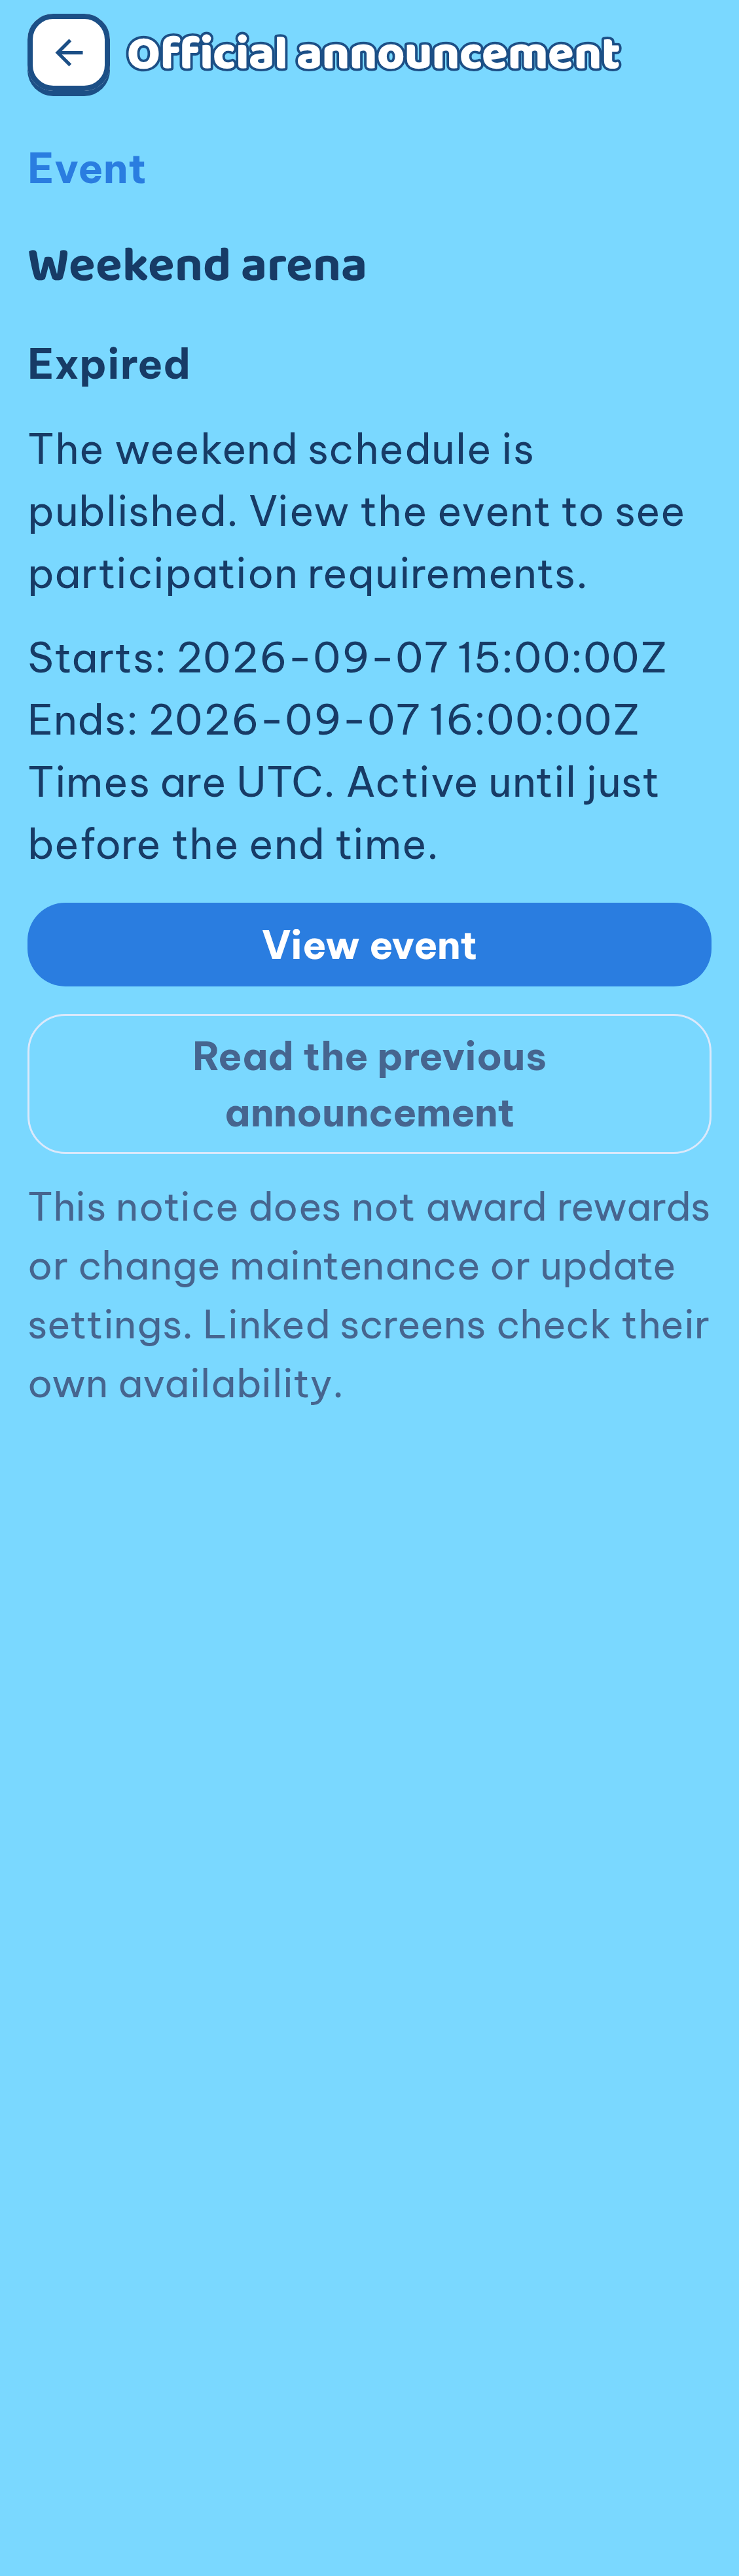 Official announcement
Event
Weekend arena
Expired
The weekend schedule is
published. View the event to see
participation requirements.
Starts: 2026-09-07 15:00:00Z
Ends: 2026-09-07 16:00:00Z
Times are UTC. Active until just
before the end time.
View event
Read the previous
announcement
This notice does not award rewards
or change maintenance or update
settings. Linked screens check their
own availability.